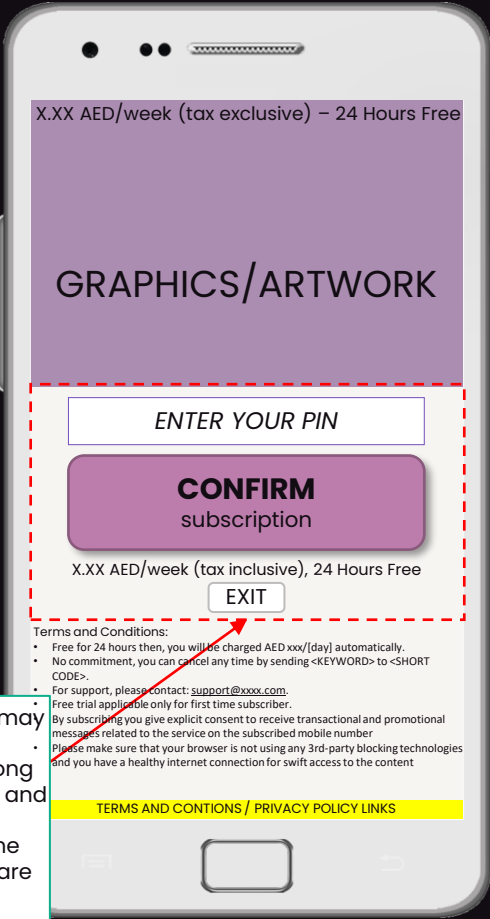 X.XX AED/week (tax exclusive) – 24 Hours Free
GRAPHICS/ARTWORK
ENTER YOUR PIN
CONFIRM
subscription
X.XX AED/week (tax inclusive), 24 Hours Free
EXIT
Terms and Conditions:
• Free for 24 hours then, you will be charged AED xxx/[day] automatically.
• No commitment, you can cancel any time by sending <KEYWORD> to <SHORT
CODE>.
• For support, please contact: support@xxxx.com.
• Free trial applicable only for first time subscriber.
• By subscribing you give explicit consent to receive transactional and promotional
messages related to the service on the subscribed mobile number
• Please make sure that your browser is not using any 3rd-party blocking technologies
and you have a healthy internet connection for swift access to the content
TERMS AND CONTIONS / PRIVACY POLICY LINKS
may
and
are